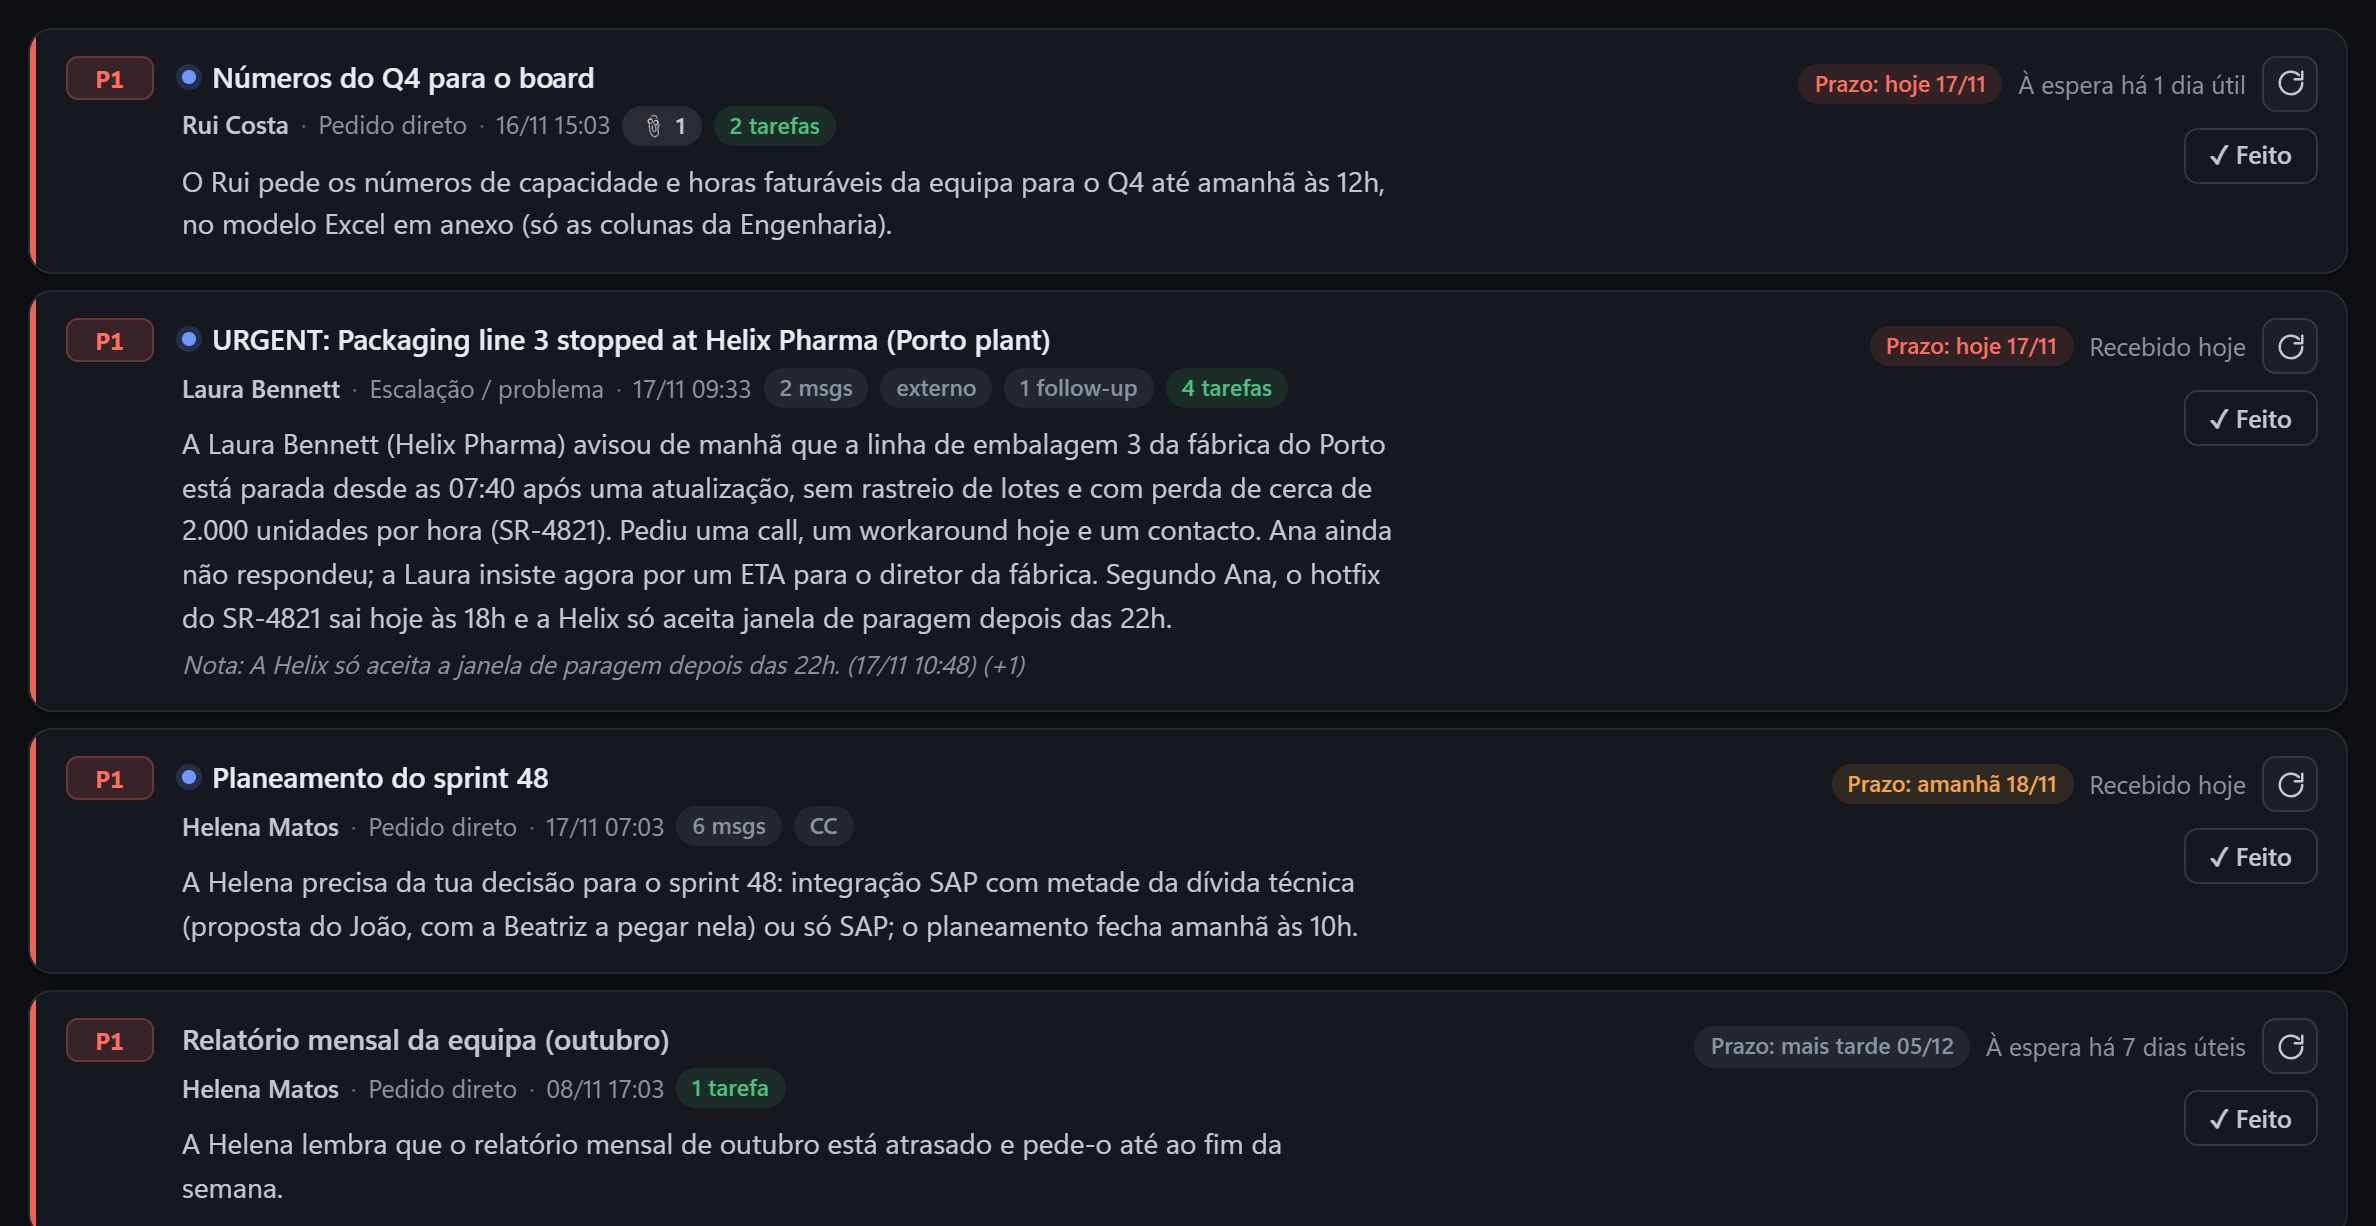 P1 Números do Q4 para o board Prazo: hoje 17/11 À espera há 1 dia útil
Rui Costa · Pedido direto · 16/11 15:03 1 2 tarefas
✓ Feito
O Rui pede os números de capacidade e horas faturáveis da equipa para o Q4 até amanhã às 12h,
no modelo Excel em anexo (só as colunas da Engenharia).
P1 URGENT: Packaging line 3 stopped at Helix Pharma (Porto plant) Prazo: hoje 17/11 Recebido hoje
Laura Bennett · Escalação / problema · 17/11 09:33 2 msgs externo 1 follow-up 4 tarefas
✓ Feito
A Laura Bennett (Helix Pharma) avisou de manhã que a linha de embalagem 3 da fábrica do Porto
está parada desde as 07:40 após uma atualização, sem rastreio de lotes e com perda de cerca de
2.000 unidades por hora (SR-4821). Pediu uma call, um workaround hoje e um contacto. Ana ainda
não respondeu; a Laura insiste agora por um ETA para o diretor da fábrica. Segundo Ana, o hotfix
do SR-4821 sai hoje às 18h e a Helix só aceita janela de paragem depois das 22h.
Nota: A Helix só aceita a janela de paragem depois das 22h. (17/11 10:48) (+1)
P1 Planeamento do sprint 48 Prazo: amanhã 18/11 Recebido hoje
Helena Matos · Pedido direto · 17/11 07:03 6 msgs CC
✓ Feito
A Helena precisa da tua decisão para o sprint 48: integração SAP com metade da dívida técnica
(proposta do João, com a Beatriz a pegar nela) ou só SAP; o planeamento fecha amanhã às 10h.
P1 Relatório mensal da equipa (outubro) Prazo: mais tarde 05/12 À espera há 7 dias úteis
Helena Matos · Pedido direto · 08/11 17:03 1 tarefa
✓ Feito
A Helena lembra que o relatório mensal de outubro está atrasado e pede-o até ao fim da
semana.